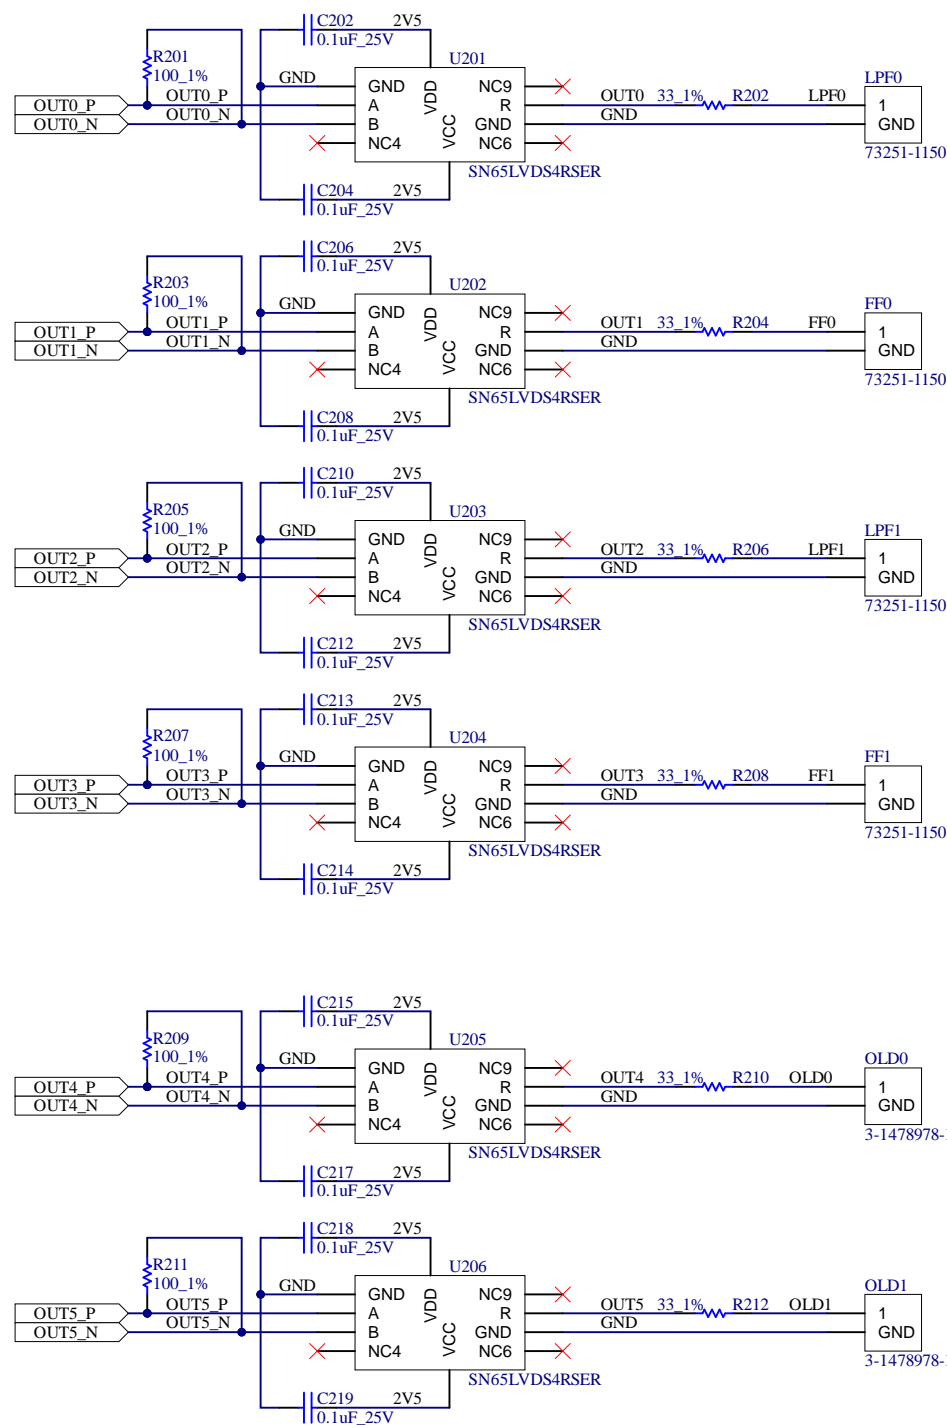 C202 2V5
0.1uF_25V
R201
100_1%
U201
GND
OUT0_P OUT0_P
OUT0_N OUT0_N
GND NC9
A R
B GND
NC4 NC6
VDD
VCC
OUT0 33_1% R202 LPF0
GND
LPF0
1
GND
73251-1150
SN65LVDS4RSER
C204 2V5
0.1uF_25V
C206 2V5
0.1uF_25V
R203
100_1%
U202
GND
OUT1_P OUT1_P
OUT1_N OUT1_N
GND NC9
A R
B GND
NC4 NC6
VDD
VCC
OUT1 33_1% R204 FF0
GND
FF0
1
GND
73251-1150
SN65LVDS4RSER
C208 2V5
0.1uF_25V
C210 2V5
0.1uF_25V
R205
100_1%
U203
GND
OUT2_P OUT2_P
OUT2_N OUT2_N
GND NC9
A R
B GND
NC4 NC6
VDD
VCC
OUT2 33_1% R206 LPF1
GND
LPF1
1
GND
73251-1150
SN65LVDS4RSER
C212 2V5
0.1uF_25V
C213 2V5
0.1uF_25V
R207
100_1%
U204
GND
OUT3_P OUT3_P
OUT3_N OUT3_N
GND NC9
A R
B GND
NC4 NC6
VDD
VCC
OUT3 33_1% R208 FF1
GND
FF1
1
GND
73251-1150
SN65LVDS4RSER
C214 2V5
0.1uF_25V
C215 2V5
0.1uF_25V
R209
100_1%
U205
GND
OUT4_P OUT4_P
OUT4_N OUT4_N
GND NC9
A R
B GND
NC4 NC6
VDD
VCC
OUT4 33_1% R210 OLD0
GND
OLD0
1
GND
3-1478978-
SN65LVDS4RSER
C217 2V5
0.1uF_25V
C218 2V5
0.1uF_25V
R211
100_1%
U206
GND
OUT5_P OUT5_P
OUT5_N OUT5_N
GND NC9
A R
B GND
NC4 NC6
VDD
VCC
OUT5 33_1% R212 OLD1
GND
OLD1
1
GND
3-1478978-
SN65LVDS4RSER
C219 2V5
0.1uF_25V